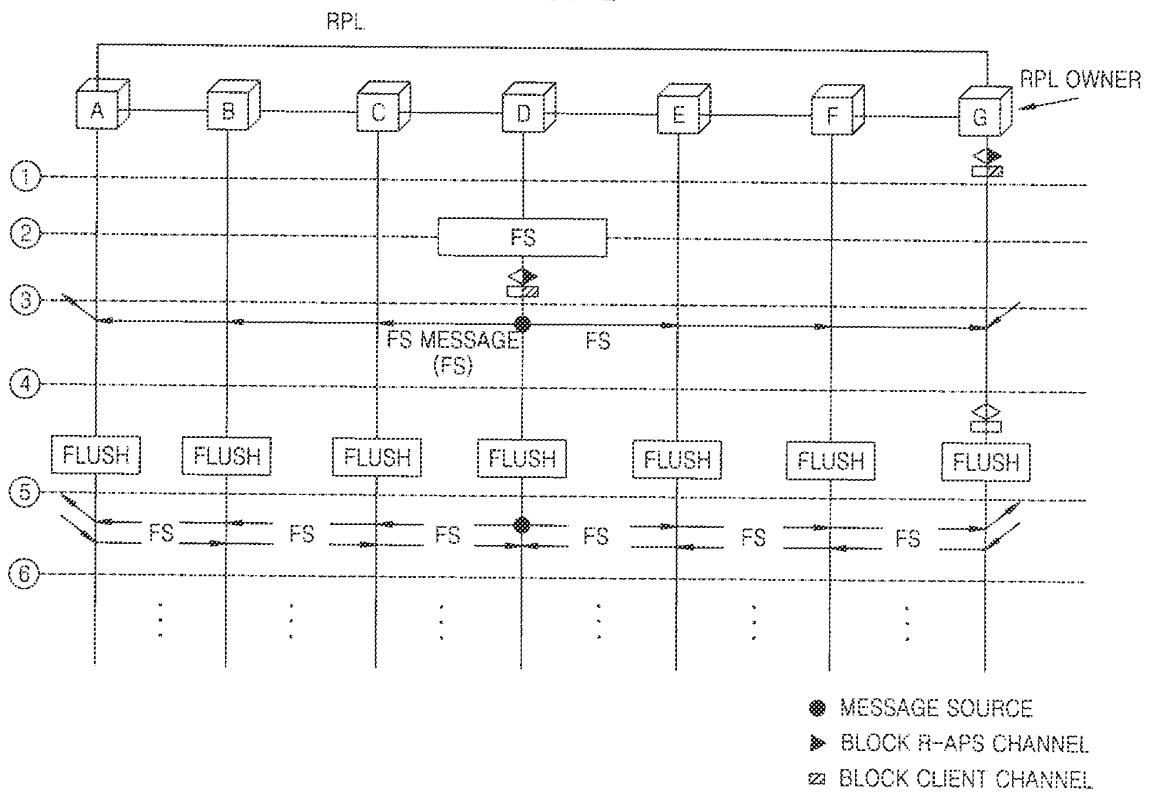 RPL
RPL OWNER
A B C D E F G
①
②
FS
③
FS MESSAGE
(FS)
FS
④
FLUSH FLUSH FLUSH FLUSH FLUSH FLUSH FLUSH
⑤
FS FS FS FS FS FS
⑥
MESSAGE SOURCE
BLOCK R-APS CHANNEL
BLOCK CLIENT CHANNEL